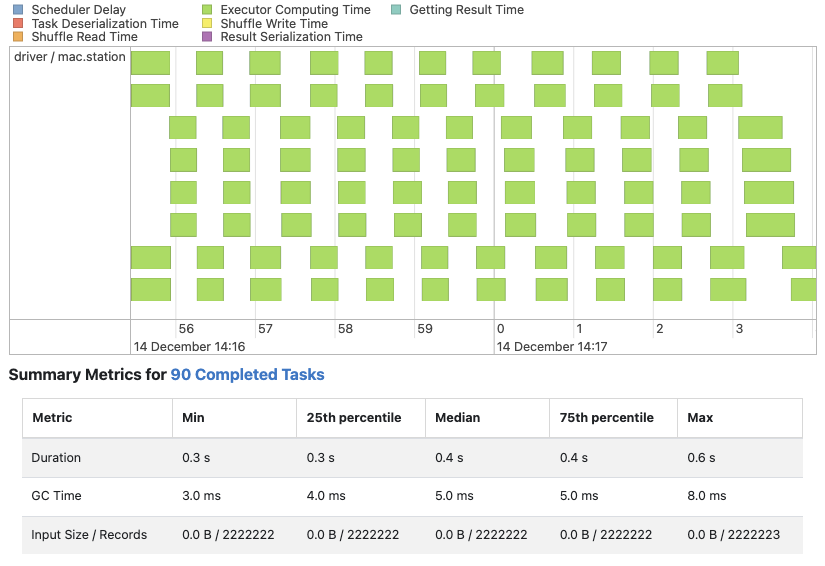 Scheduler Delay
Executor Computing Time
Getting Result Time
Task Deserialization Time
Shuffle Write Time
Shuffle Read Time
Result Serialization Time
driver / mac.station
56 57 58 59 0 1 2 3
14 December 14:16 14 December 14:17
Summary Metrics for 90 Completed Tasks
Metric Min 25th percentile Median 75th percentile Max
Duration 0.3 s 0.3 s 0.4 s 0.4 s 0.6 s
GC Time 3.0 ms 4.0 ms 5.0 ms 5.0 ms 8.0 ms
Input Size / Records 0.0 B / 2222222 0.0 B / 2222222 0.0 B / 2222222 0.0 B / 2222222 0.0 B / 2222223